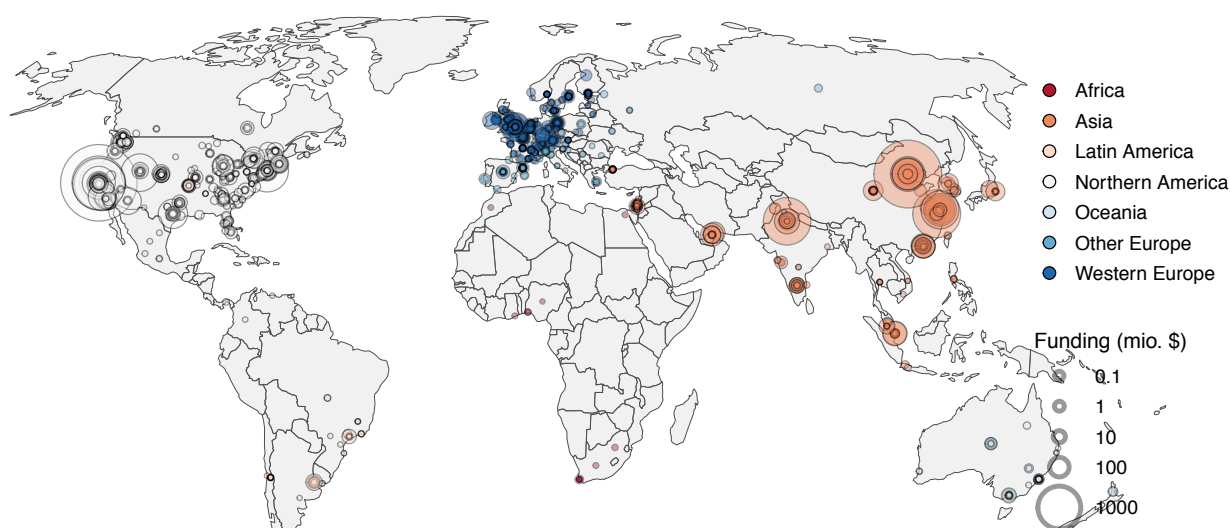 Africa
Asia
Latin America
Northern America
Oceania
Other Europe
Western Europe
Funding (mio. $)
0.1
1
10
100
1000